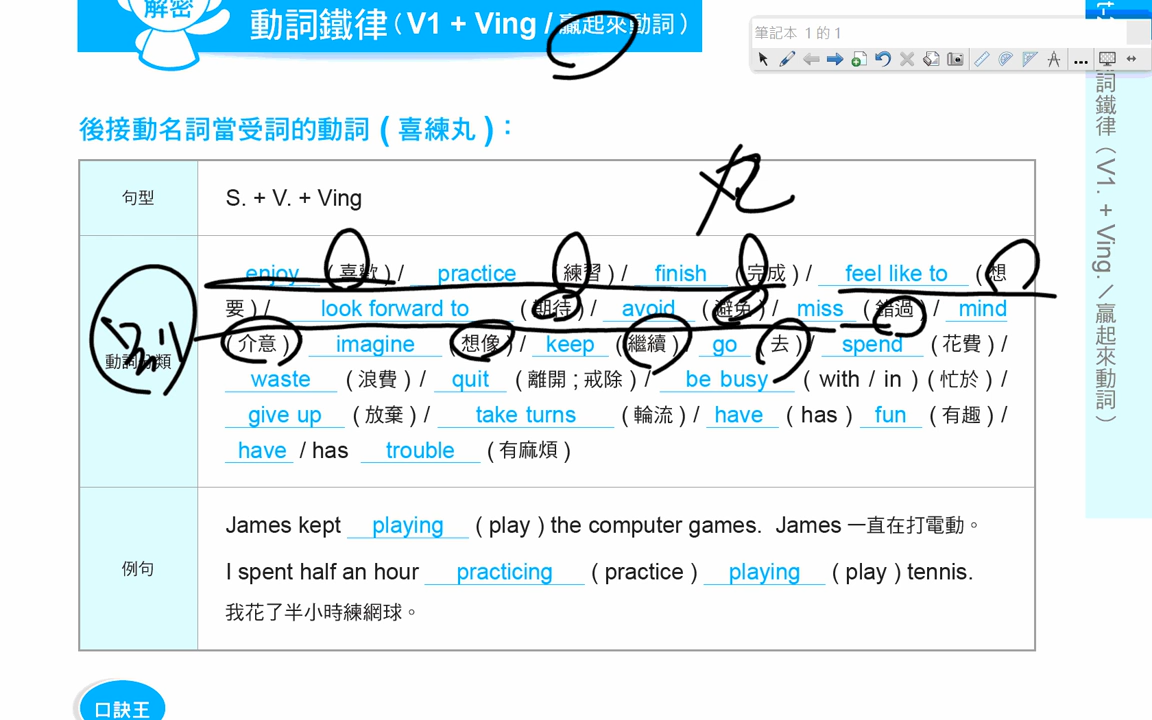 解密
動詞鐵律(V1 + Ving / 贏起來動詞)
筆記本 1 的 1
後接動名詞當受詞的動詞 ( 喜練丸 ):
丸
句型
S. + V. + Ving
動詞分類
enjoy (喜歡) / practice (練習) / finish (完成) / feel like to (想
要) / look forward to (期待) / avoid (避免) / miss (錯過) / mind
(介意) imagine (想像) / keep (繼續) go (去) / spend (花費) /
waste (浪費) / quit (離開 ; 戒除) / be busy (with / in) (忙於) /
give up (放棄) / take turns (輪流) / have (has) fun (有趣) /
have / has trouble (有麻煩)
例句
James kept playing (play) the computer games. James 一直在打電動。
I spent half an hour practicing (practice) playing (play) tennis.
我花了半小時練網球。
口訣王
詞鐵律(V1. + Ving. / 贏起來動詞)